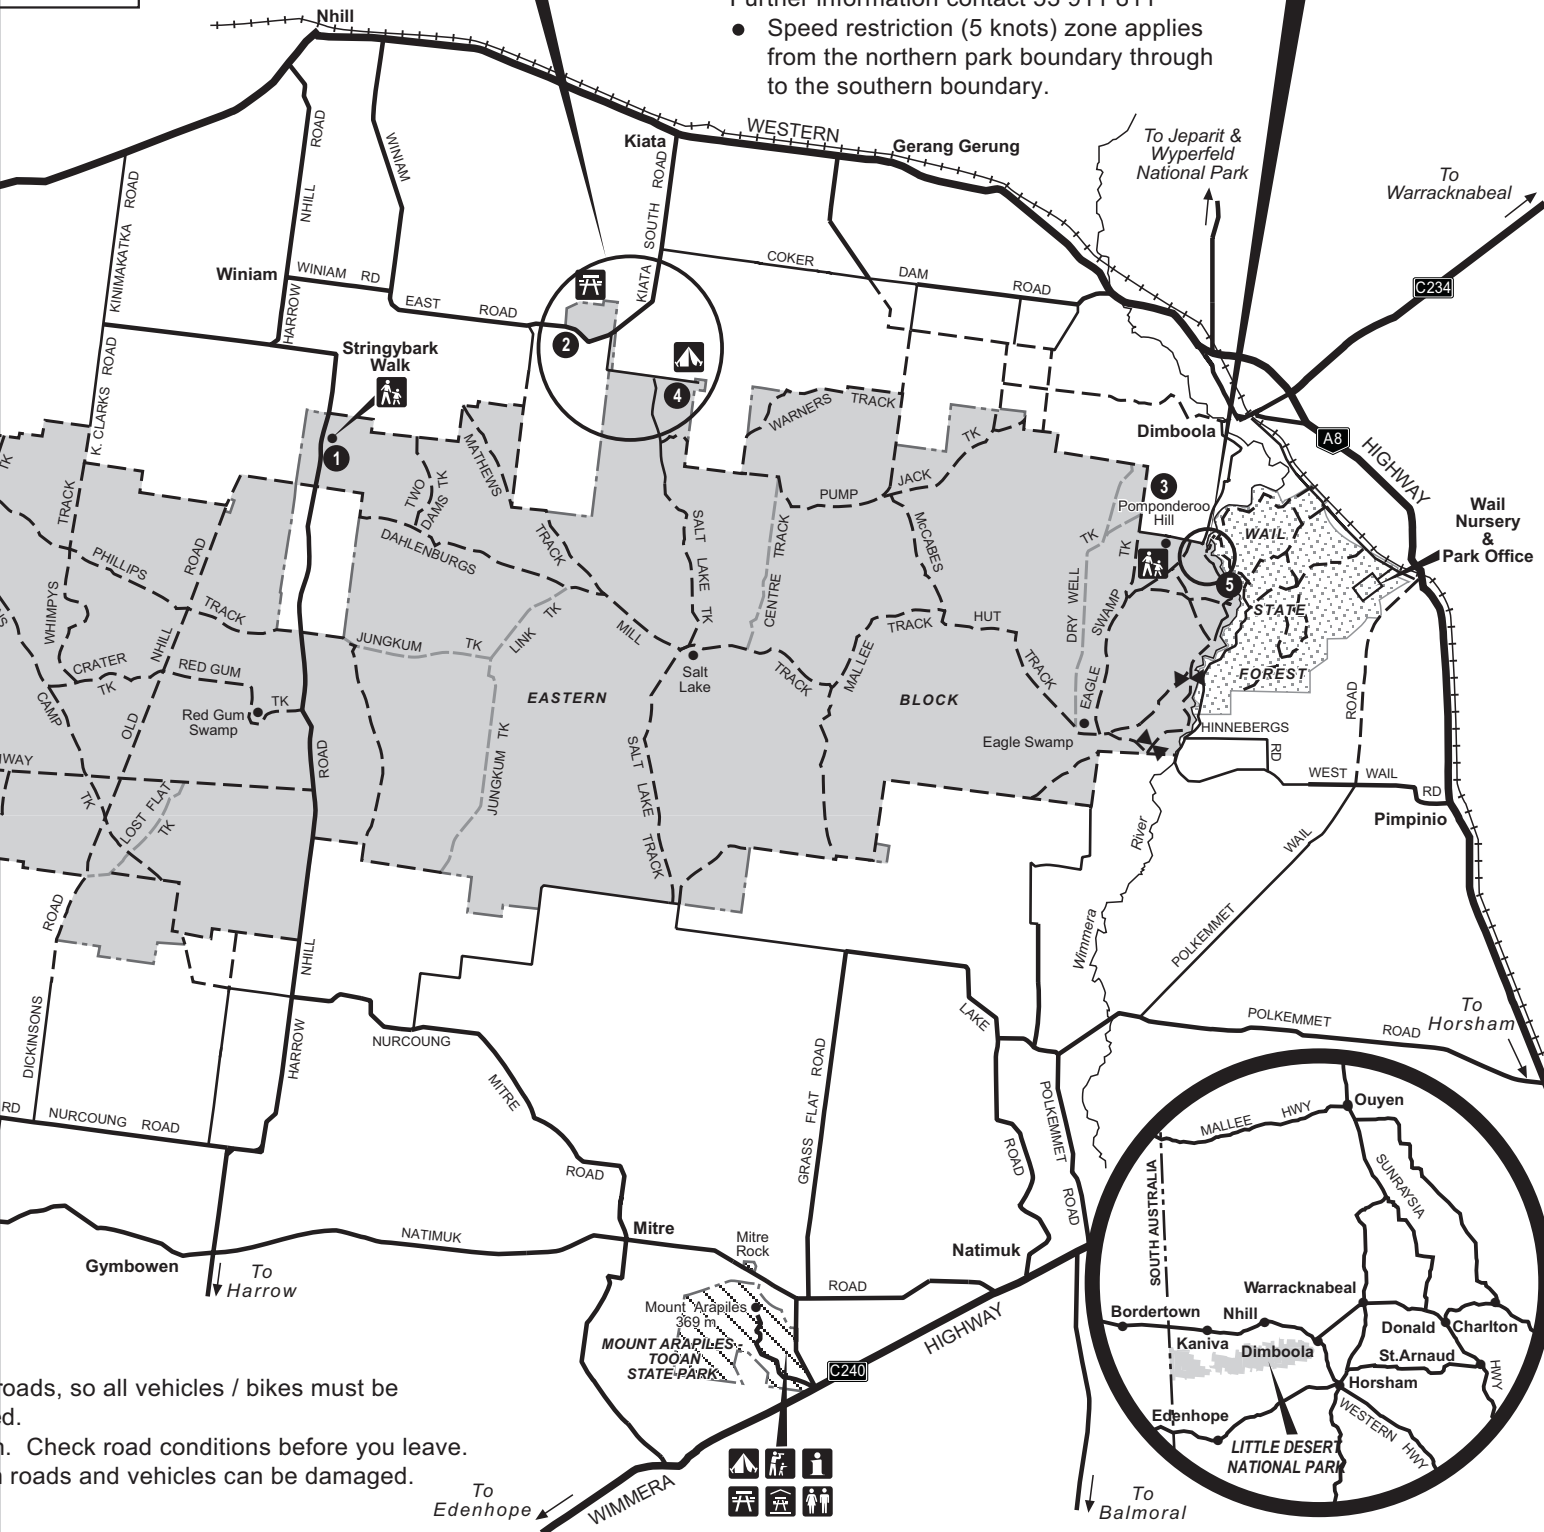 Further information contact 53 911 811
● Speed restriction (5 knots) zone applies
from the northern park boundary through
to the southern boundary.
Nhill
Kiata
WESTERN
Gerang Gerung
To Jeparit &
Wyperfeld
National Park
To
Warracknabeal
C234
KINIMAKATKA ROAD
NHILL ROAD
WINIAM
KIATA SOUTH ROAD
COKER DAM ROAD
Winiam
WINIAM RD
EAST ROAD
HARROW
K. CLARKS ROAD
Stringybark
Walk
1
2
4
WARNERS TRACK
Dimboola
A8
HIGHWAY
TK
TRACK
MATHEWS
TWO DAMS TK
PUMP JACK TK
3
Pomponderoo
Hill
Wail
Nursery
&
Park Office
WAIL
STATE
FOREST
5
PHILLIPS TRACK
WHIMPYS
ROAD
DAHLENBURGS
TRACK
SALT LAKE TK
CENTRE TRACK
McCABES
TK
DRY WELL
TK
SWAMP
EAGLE
JUNGKUM TK
LINK TK
MILL
TRACK
MALLEE
TRACK
HUT
TRACK
CRATER TK
NHILL
RED GUM
TK
Red Gum
Swamp
Salt
Lake
EASTERN
BLOCK
Eagle Swamp
CAMP
TK
OLD
ROAD
JUNGKUM TK
SALT LAKE TRACK
HINNEBERGS
RD
ROAD
WEST WAIL
RD
Pimpinio
WAY
LOST FLAT
TK
ROAD
River
Wimmera
WAIL
POLKEMMET
NHILL
DICKINSONS
HARROW
NURCOUNG
MITRE
ROAD
LAKE
ROAD
POLKEMMET ROAD
To
Horsham
POLKEMMET
ROAD
GRASS FLAT ROAD
RD
NURCOUNG ROAD
Gymbowen
To
Harrow
NATIMUK
Mitre
Mitre
Rock
Natimuk
ROAD
Mount Arapiles
369 m
MOUNT ARAPILES-
TOOAN
STATE PARK
C240
HIGHWAY
WIMMERA
To
Edenhope
To
Balmoral
Ouyen
MALLEE HWY
SUNRAYSIA
SOUTH AUSTRALIA
Warracknabeal
Bordertown
Nhill
Kaniva
Dimboola
Donald
Charlton
St.Arnaud
HWY
Horsham
Edenhope
WESTERN HWY
LITTLE DESERT
NATIONAL PARK
roads, so all vehicles / bikes must be
ed.
n. Check road conditions before you leave.
n roads and vehicles can be damaged.